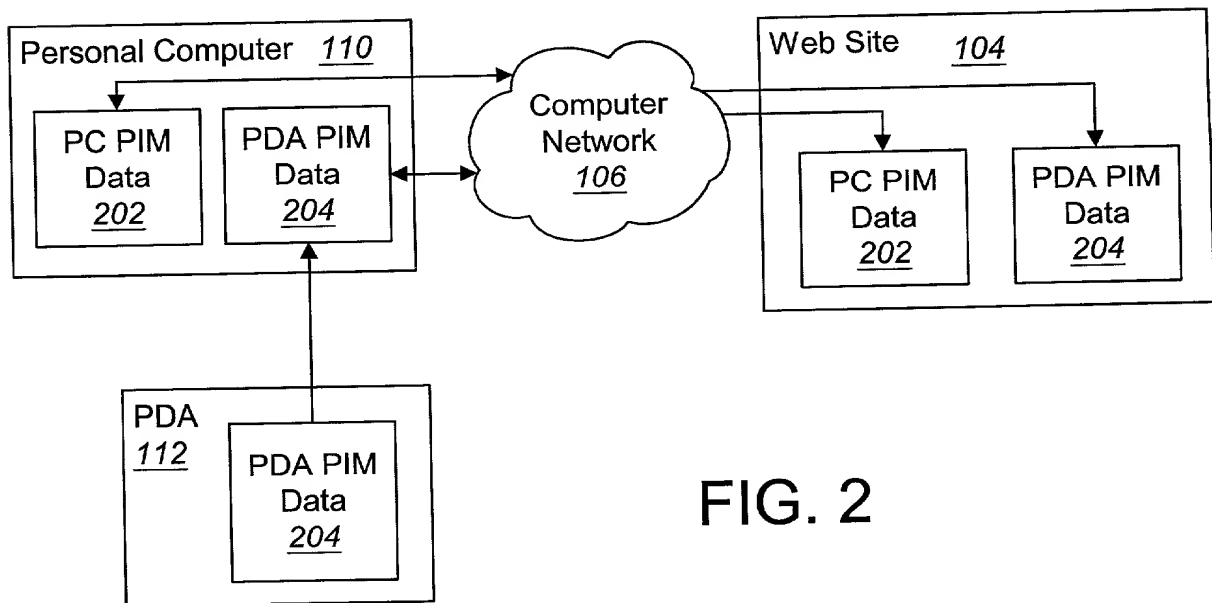 Personal Computer 110
PC PIM
Data
202
PDA PIM
Data
204
Computer
Network
106
Web Site 104
PC PIM
Data
202
PDA PIM
Data
204
PDA
112
PDA PIM
Data
204
FIG. 2